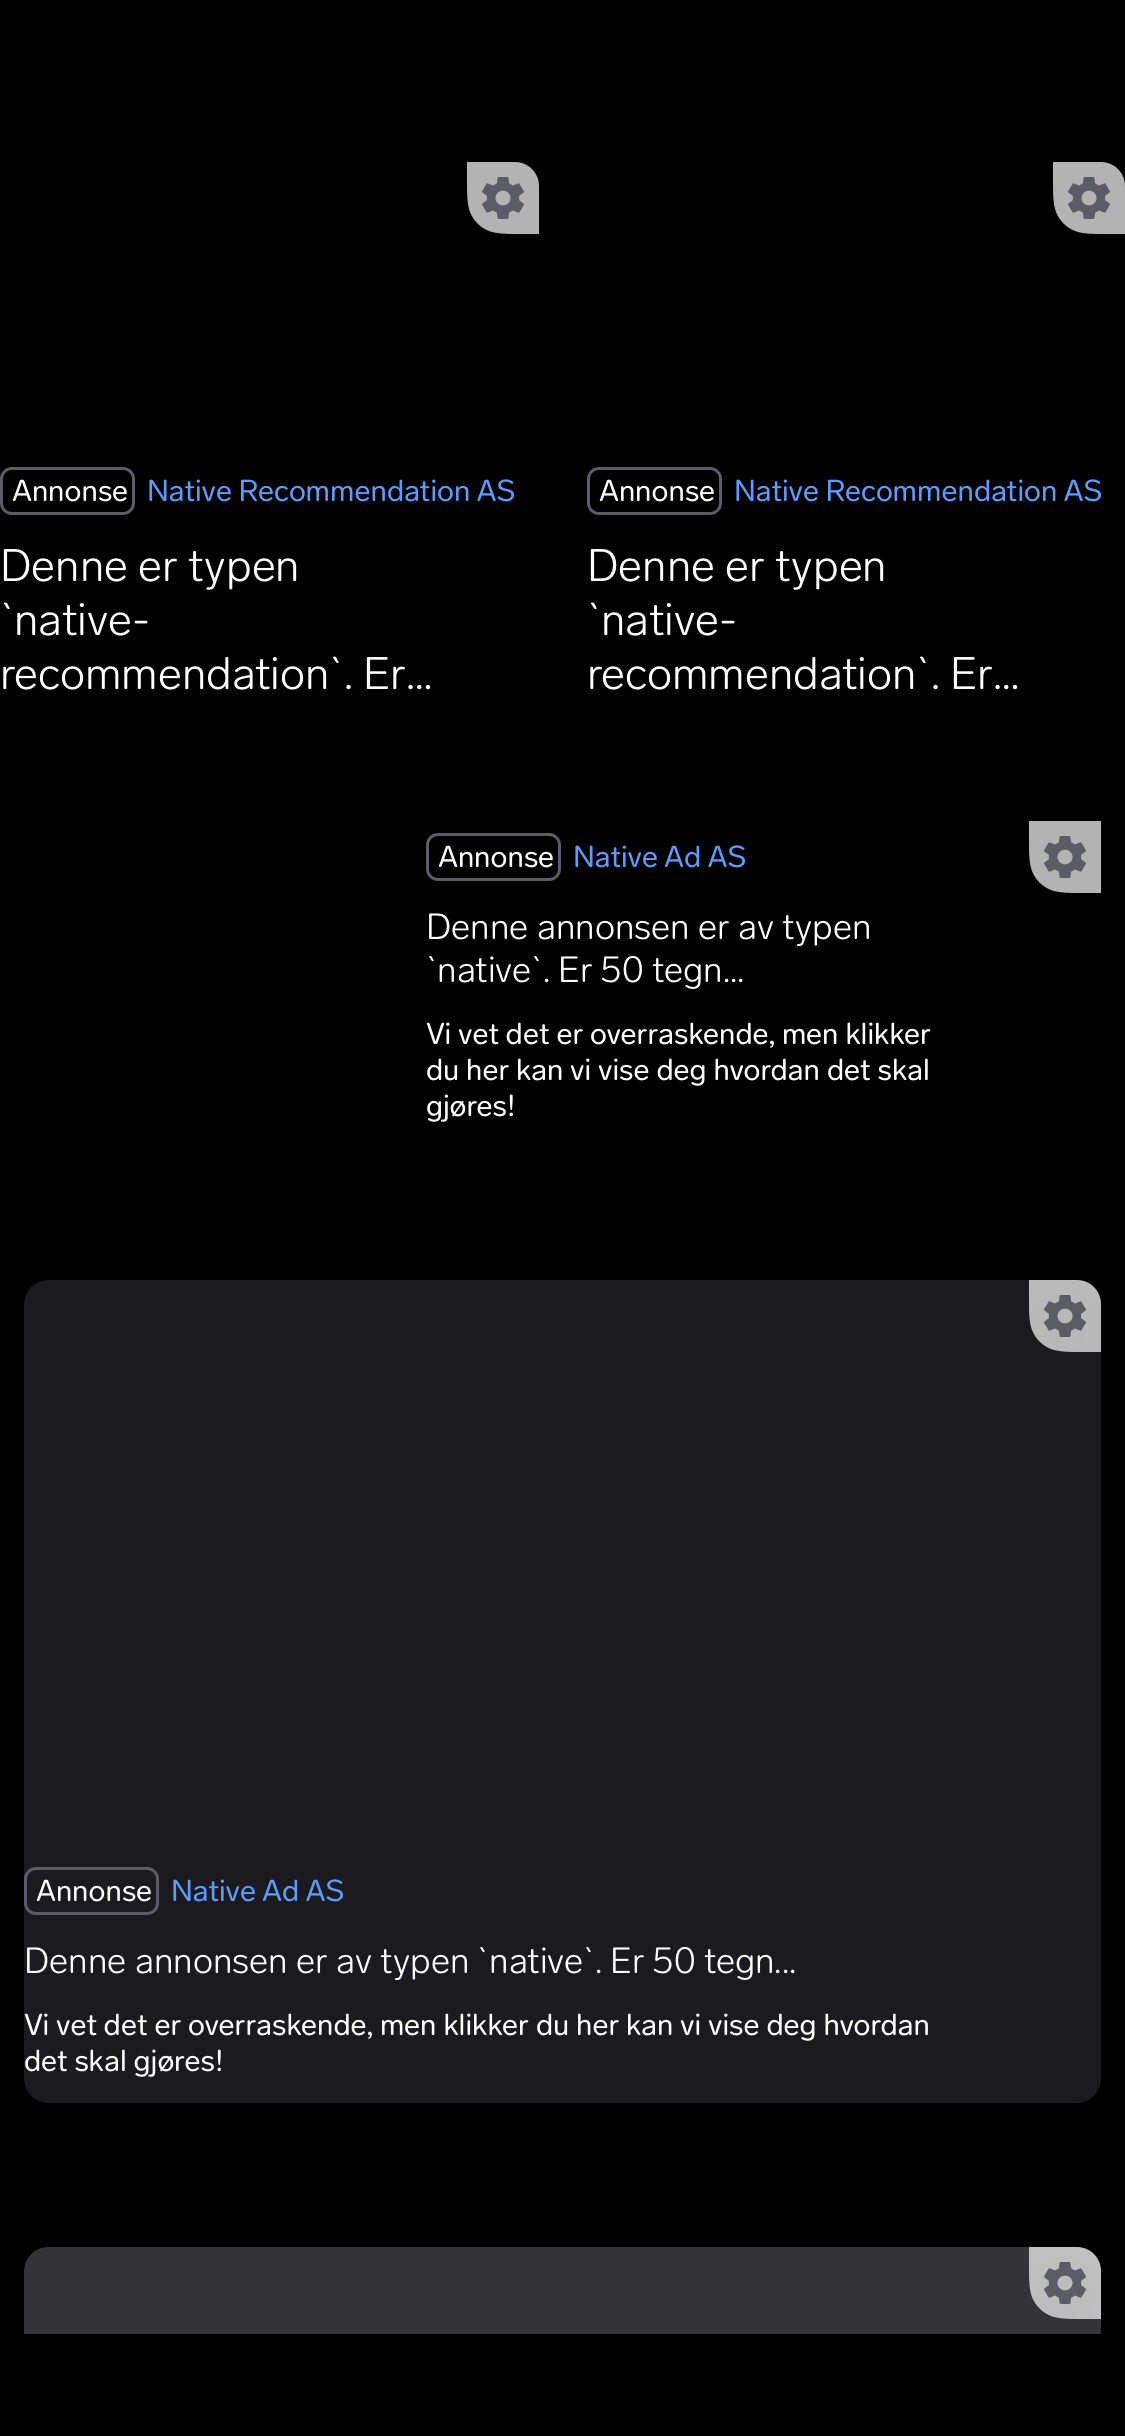 Annonse Native Recommendation AS
Denne er typen
`native-
recommendation`. Er...
Annonse Native Recommendation AS
Denne er typen
`native-
recommendation`. Er...
Annonse Native Ad AS
Denne annonsen er av typen
`native`. Er 50 tegn...
Vi vet det er overraskende, men klikker
du her kan vi vise deg hvordan det skal
gjøres!
Annonse Native Ad AS
Denne annonsen er av typen `native`. Er 50 tegn...
Vi vet det er overraskende, men klikker du her kan vi vise deg hvordan
det skal gjøres!